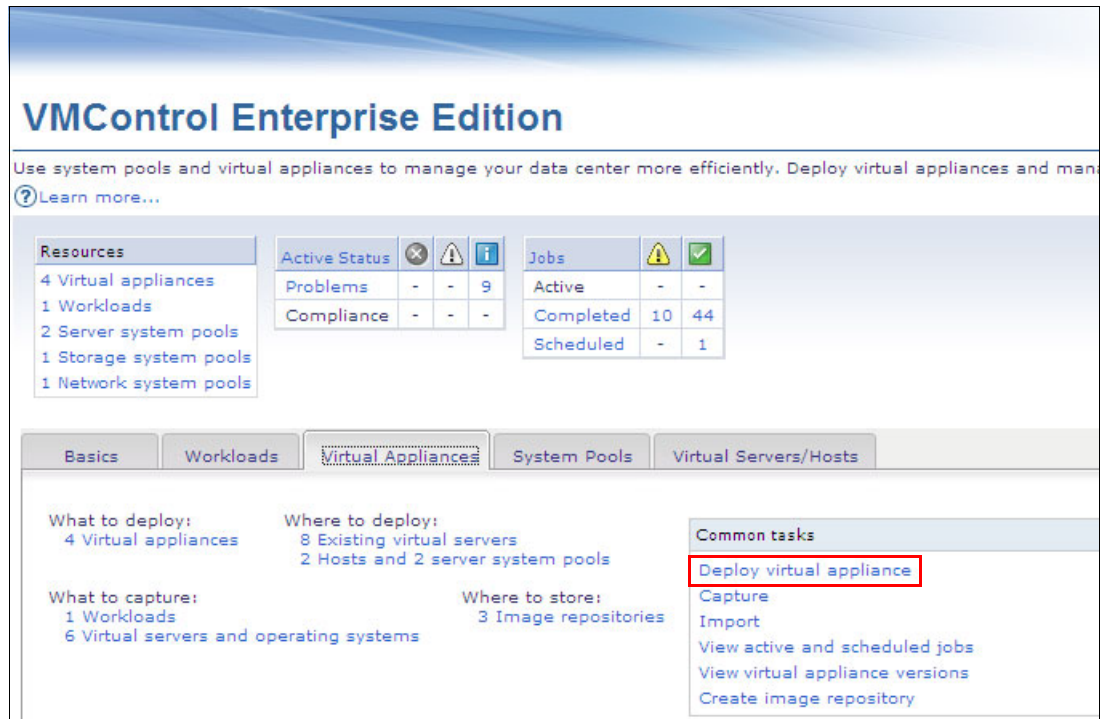 VMControl Enterprise Edition
Use system pools and virtual appliances to manage your data center more efficiently. Deploy virtual appliances and mana
?Learn more...
Resources
4 Virtual appliances
1 Workloads
2 Server system pools
1 Storage system pools
1 Network system pools
Active Status
Problems - - 9
Compliance - - -
Jobs
Active - -
Completed 10 44
Scheduled - 1
Basics Workloads Virtual Appliances System Pools Virtual Servers/Hosts
What to deploy:
4 Virtual appliances
Where to deploy:
8 Existing virtual servers
2 Hosts and 2 server system pools
What to capture:
1 Workloads
6 Virtual servers and operating systems
Where to store:
3 Image repositories
Common tasks
Deploy virtual appliance
Capture
Import
View active and scheduled jobs
View virtual appliance versions
Create image repository